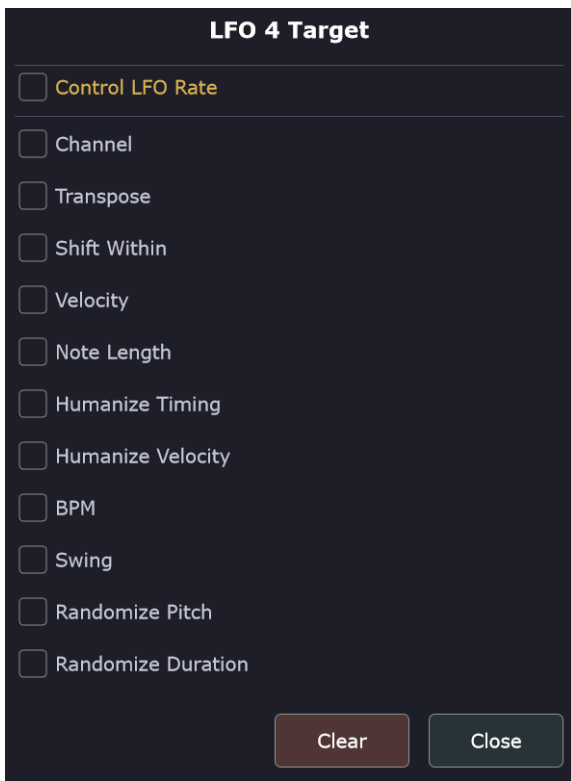 LFO 4 Target
Control LFO Rate
Channel
Transpose
Shift Within
Velocity
Note Length
Humanize Timing
Humanize Velocity
BPM
Swing
Randomize Pitch
Randomize Duration
Clear Close